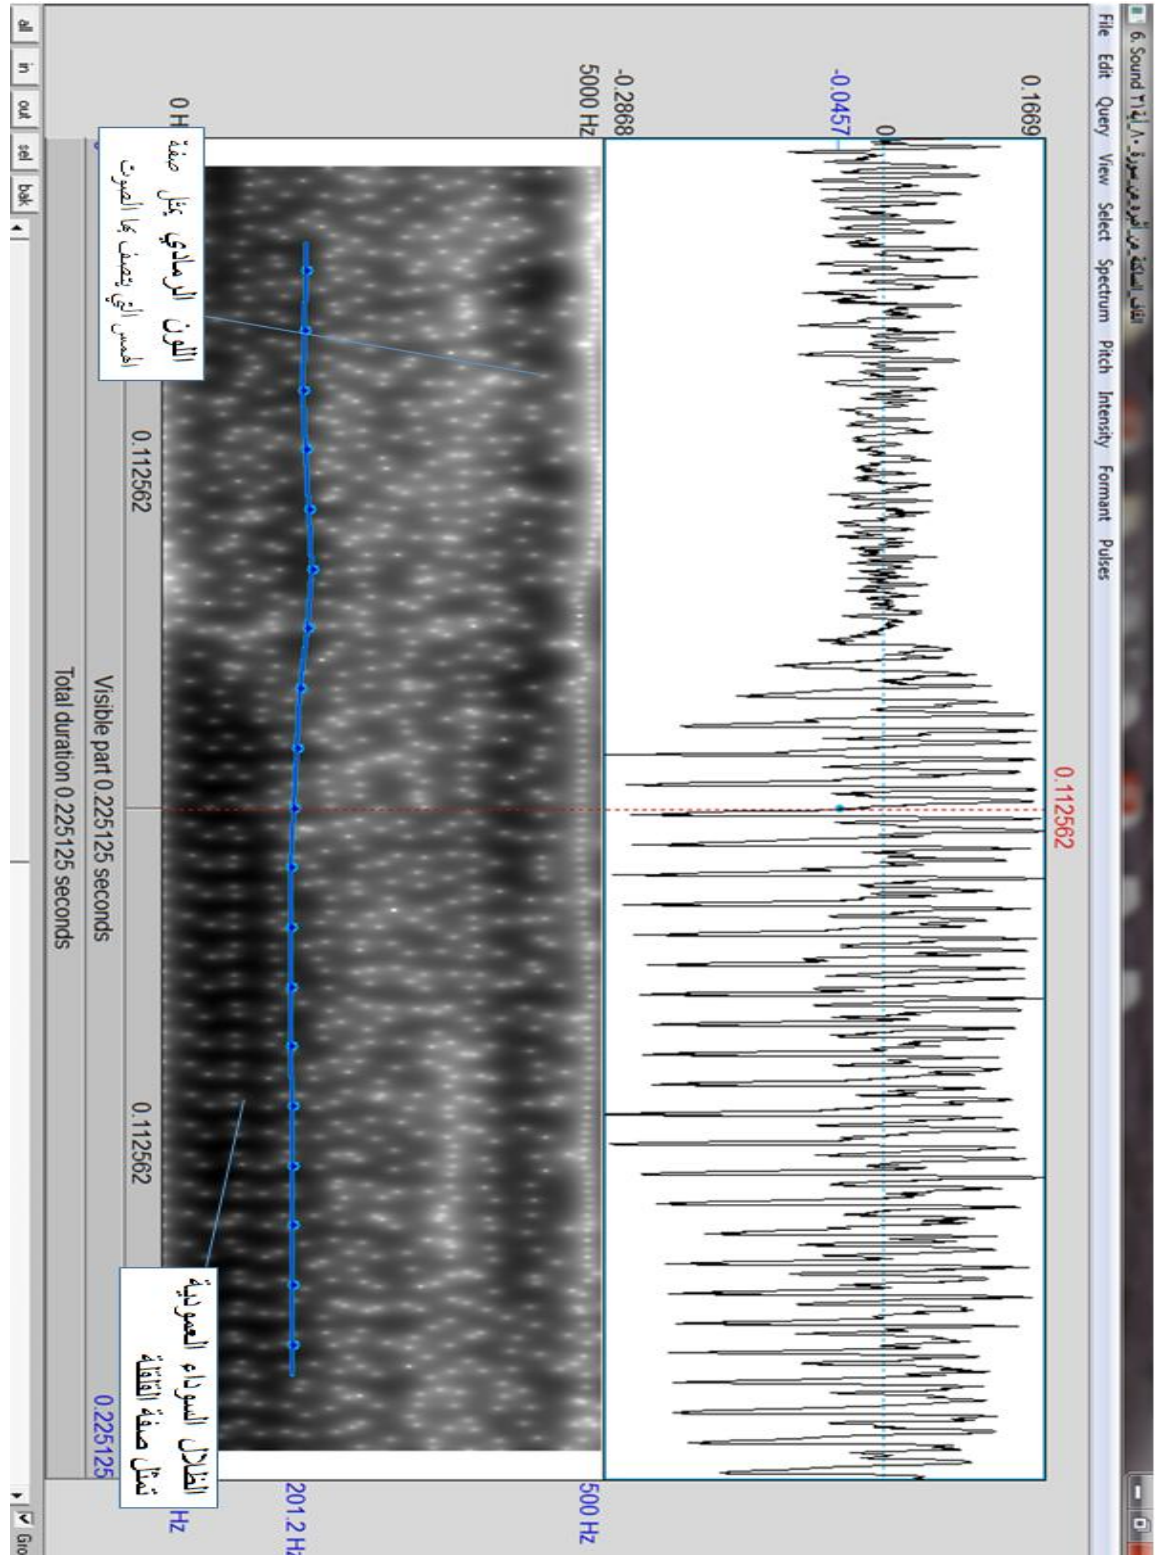 6. Sound القاف_الساكنة_من_أقبره_من_سورة_٨٠_آية_٢١
File Edit Query View Select Spectrum Pitch Intensity Formant Pulses
0.112562
0.1669
0
-0.0457
-0.2868
5000 Hz
500 Hz
201.2 Hz
0 H
Hz
اللون الرمادي يمثل صفة
الهمس التي يتصف بها الصوت
الظلال السوداء العمودية
تمثل صفة القلقلة
0.112562
0.112562
0.225125
Visible part 0.225125 seconds
Total duration 0.225125 seconds
all in out sel bak
Gro